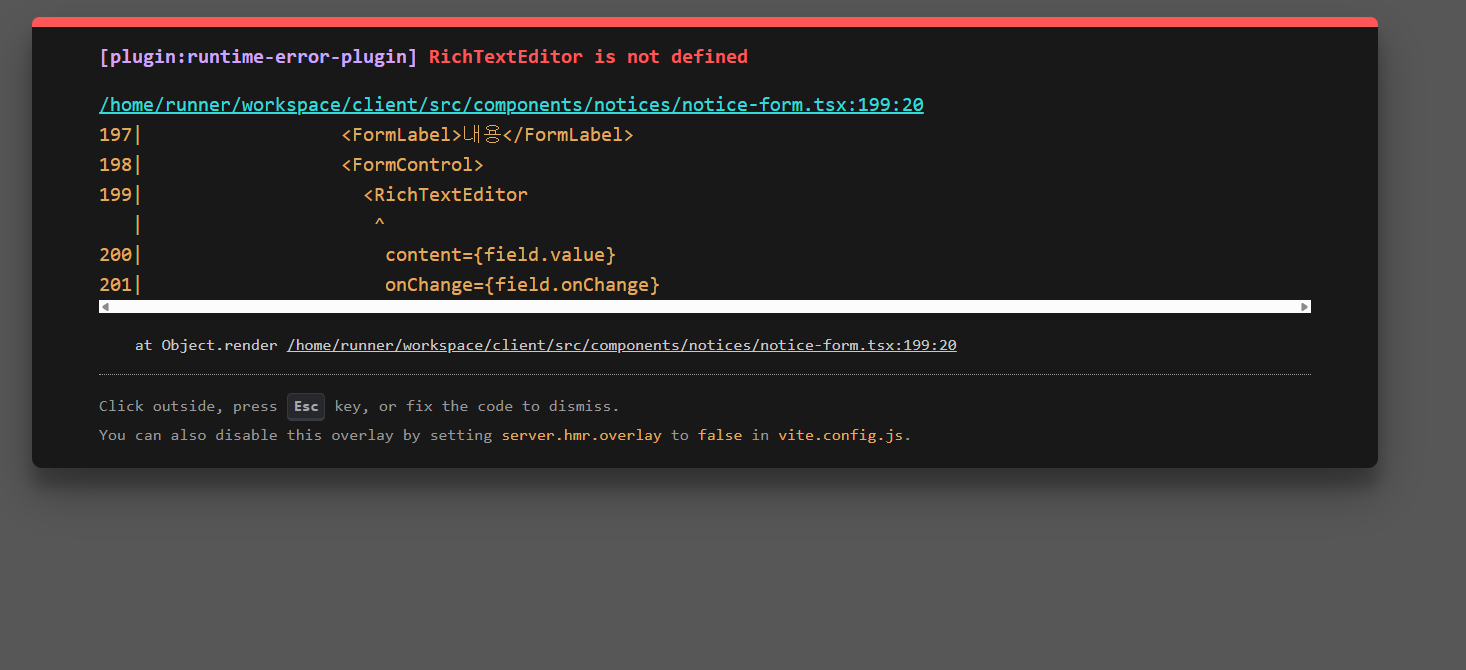 [plugin:runtime-error-plugin] RichTextEditor is not defined
/home/runner/workspace/client/src/components/notices/notice-form.tsx:199:20
197|                  <FormLabel>내용</FormLabel>
198|                  <FormControl>
199|                    <RichTextEditor
   |                     ^
200|                      content={field.value}
201|                      onChange={field.onChange}
at Object.render /home/runner/workspace/client/src/components/notices/notice-form.tsx:199:20
Click outside, press Esc key, or fix the code to dismiss.
You can also disable this overlay by setting server.hmr.overlay to false in vite.config.js.